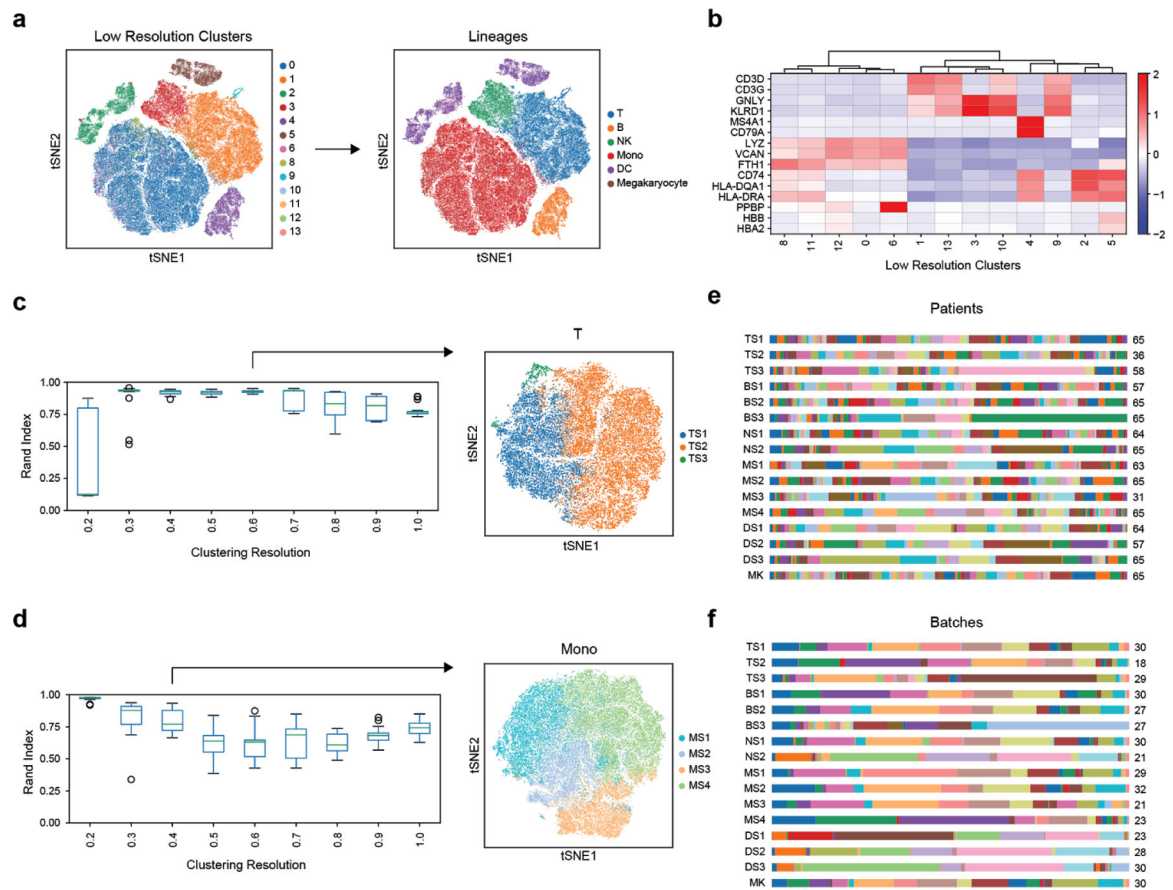 a
Low Resolution Clusters
tSNE2
tSNE1
0
1
2
3
4
5
6
8
9
10
11
12
13
Lineages
tSNE2
tSNE1
T
B
NK
Mono
DC
Megakaryocyte
b
CD3D
CD3G
GNLY
KLRD1
MS4A1
CD79A
LYZ
VCAN
FTH1
CD74
HLA-DQA1
HLA-DRA
PPBP
HBB
HBA2
8 11 12 0 6 1 13 3 10 4 9 2 5
Low Resolution Clusters
2
1
0
−1
−2
c
Rand Index
1.00
0.75
0.50
0.25
0.00
0.2 0.3 0.4 0.5 0.6 0.7 0.8 0.9 1.0
Clustering Resolution
T
tSNE2
tSNE1
TS1
TS2
TS3
d
Rand Index
1.00
0.75
0.50
0.25
0.00
0.2 0.3 0.4 0.5 0.6 0.7 0.8 0.9 1.0
Clustering Resolution
Mono
tSNE2
tSNE1
MS1
MS2
MS3
MS4
e
Patients
TS1 65
TS2 36
TS3 58
BS1 57
BS2 65
BS3 65
NS1 64
NS2 65
MS1 63
MS2 65
MS3 31
MS4 65
DS1 64
DS2 57
DS3 65
MK 65
f
Batches
TS1 30
TS2 18
TS3 29
BS1 30
BS2 27
BS3 27
NS1 30
NS2 21
MS1 29
MS2 32
MS3 21
MS4 23
DS1 23
DS2 28
DS3 30
MK 30